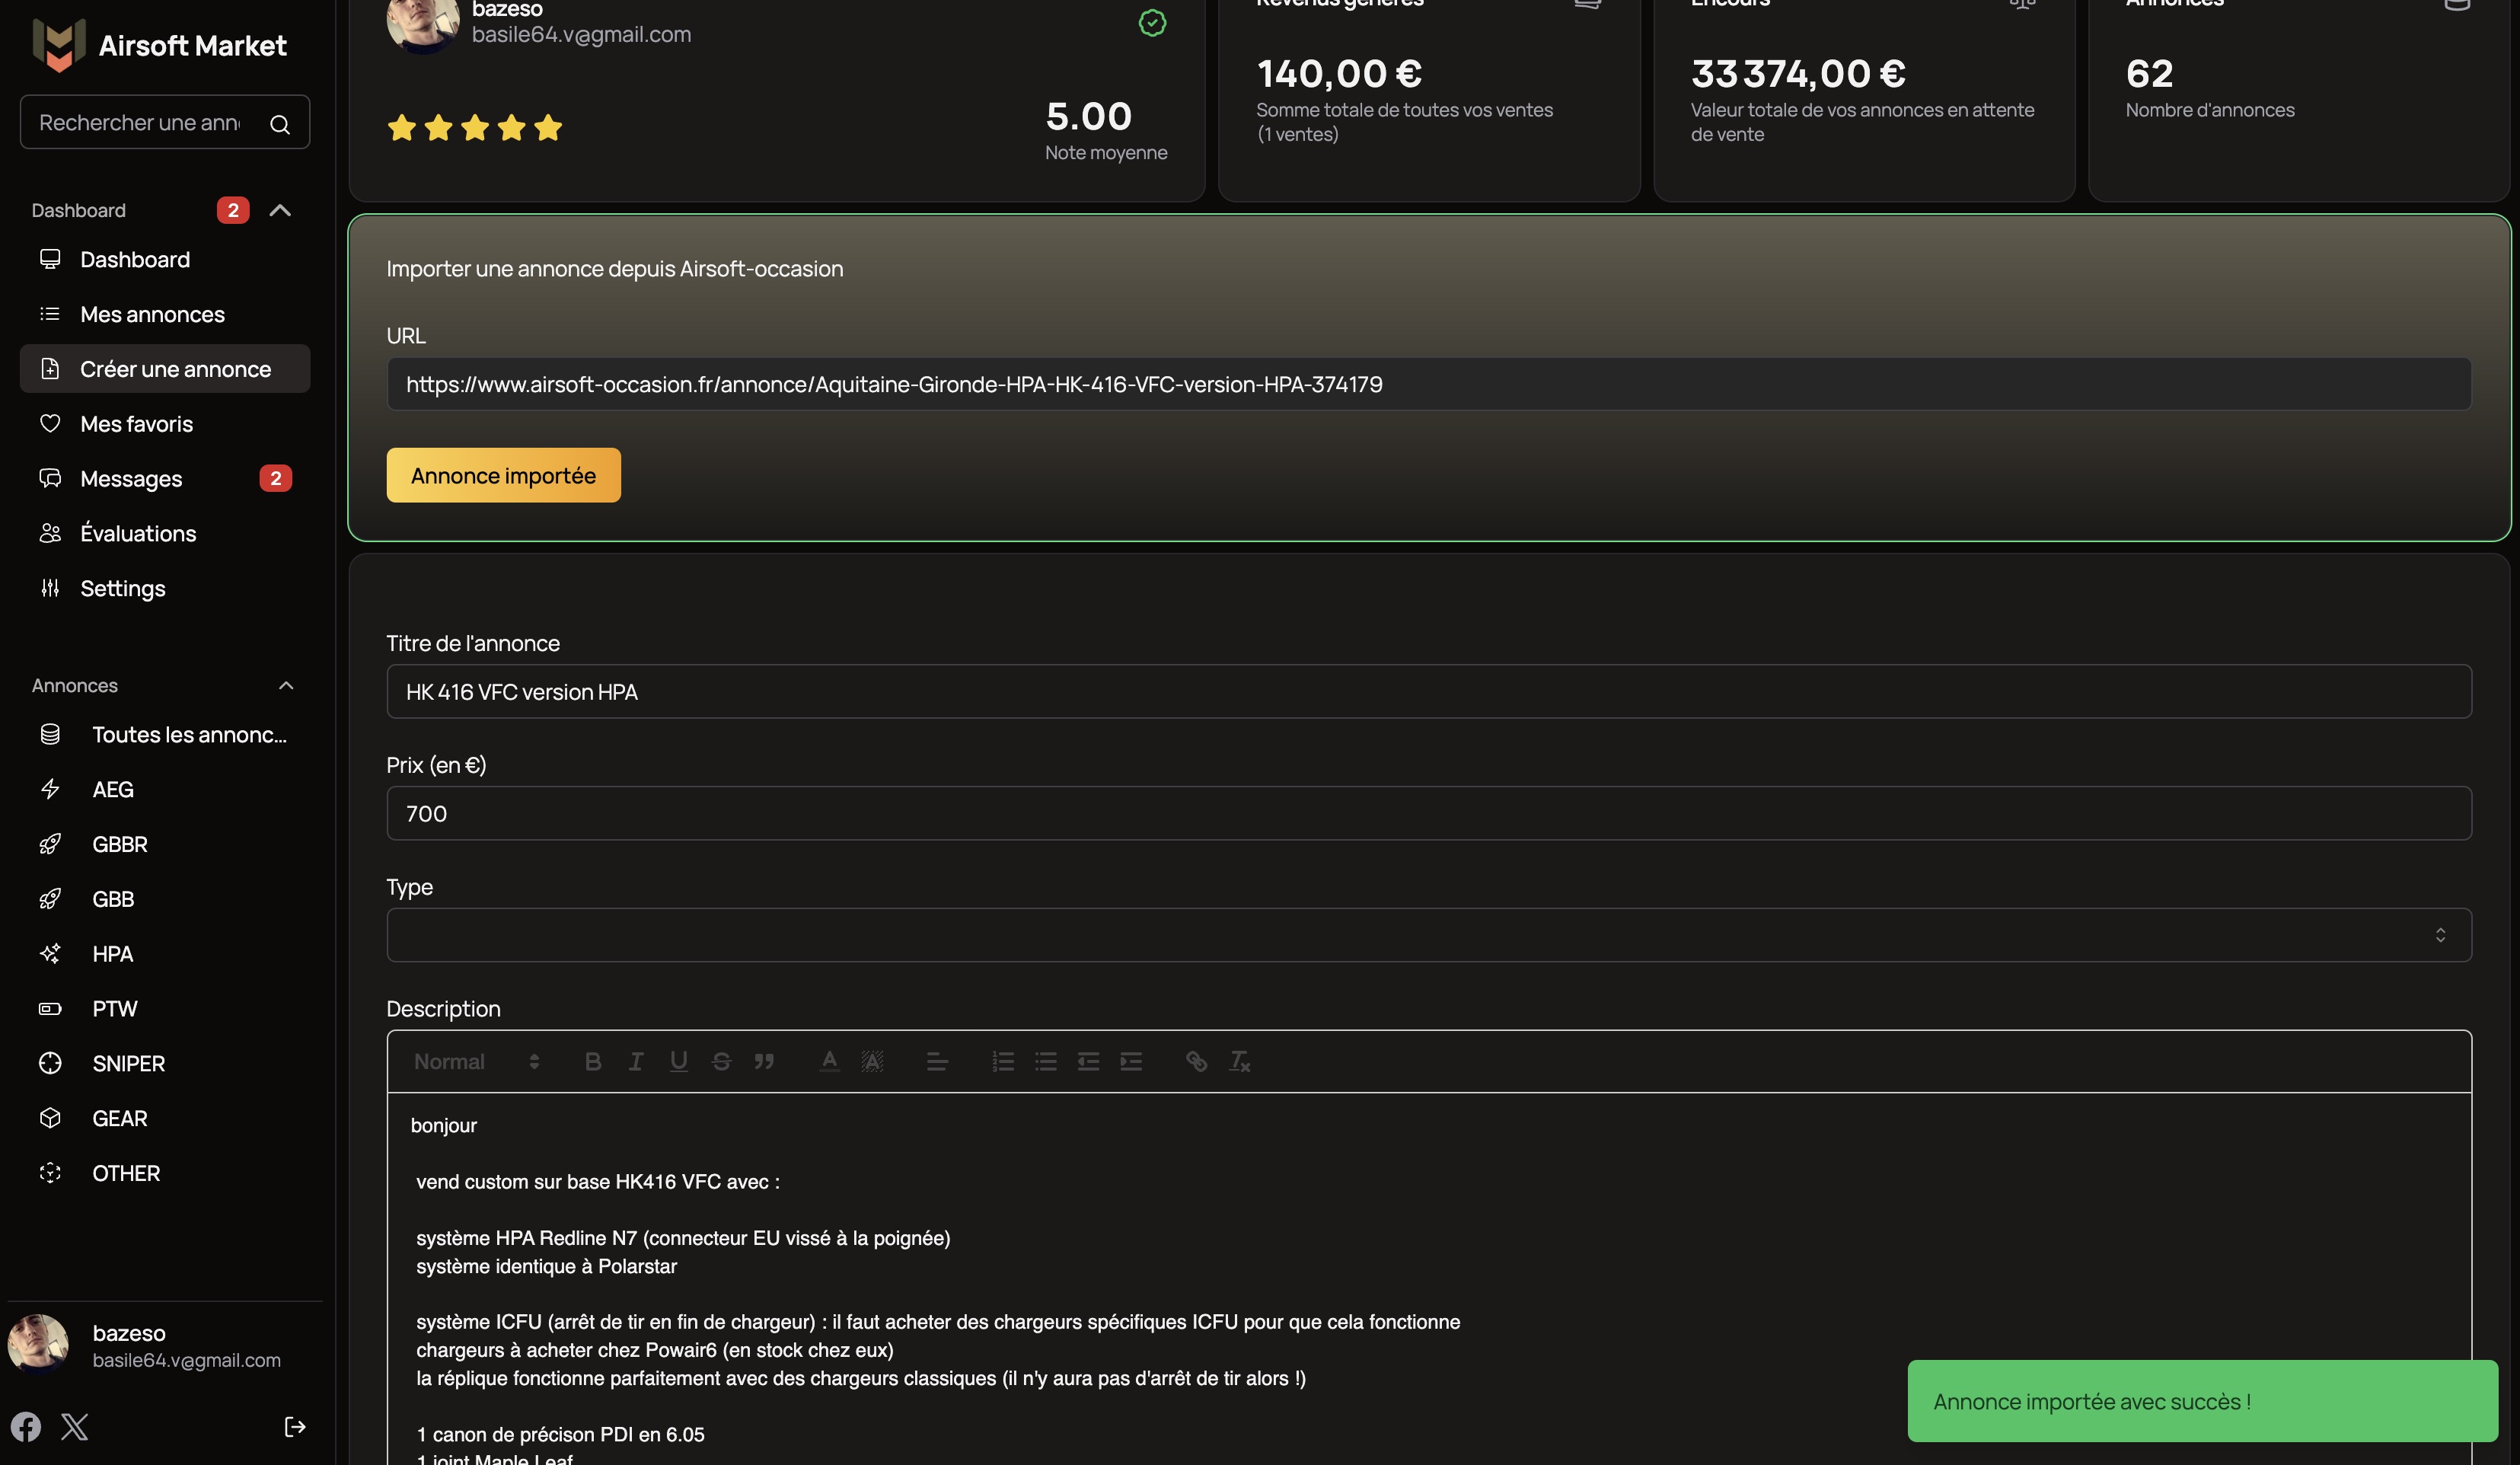 Airsoft Market
Rechercher une ann
Dashboard
2
Dashboard
Mes annonces
Créer une annonce
Mes favoris
Messages
2
Évaluations
Settings
Annonces
Toutes les annonc...
AEG
GBBR
GBB
HPA
PTW
SNIPER
GEAR
OTHER
bazeso
basile64.v@gmail.com
bazeso
basile64.v@gmail.com
5.00
Note moyenne
Revenus générés
140,00 €
Somme totale de toutes vos ventes
(1 ventes)
Encours
33 374,00 €
Valeur totale de vos annonces en attente
de vente
Annonces
62
Nombre d'annonces
Importer une annonce depuis Airsoft-occasion
URL
https://www.airsoft-occasion.fr/annonce/Aquitaine-Gironde-HPA-HK-416-VFC-version-HPA-374179
Annonce importée
Titre de l'annonce
HK 416 VFC version HPA
Prix (en €)
700
Type
Description
Normal
bonjour
vend custom sur base HK416 VFC avec :
système HPA Redline N7 (connecteur EU vissé à la poignée)
système identique à Polarstar
système ICFU (arrêt de tir en fin de chargeur) : il faut acheter des chargeurs spécifiques ICFU pour que cela fonctionne
chargeurs à acheter chez Powair6 (en stock chez eux)
la réplique fonctionne parfaitement avec des chargeurs classiques (il n'y aura pas d'arrêt de tir alors !)
1 canon de précison PDI en 6.05
1 joint Maple Leaf
Annonce importée avec succès !